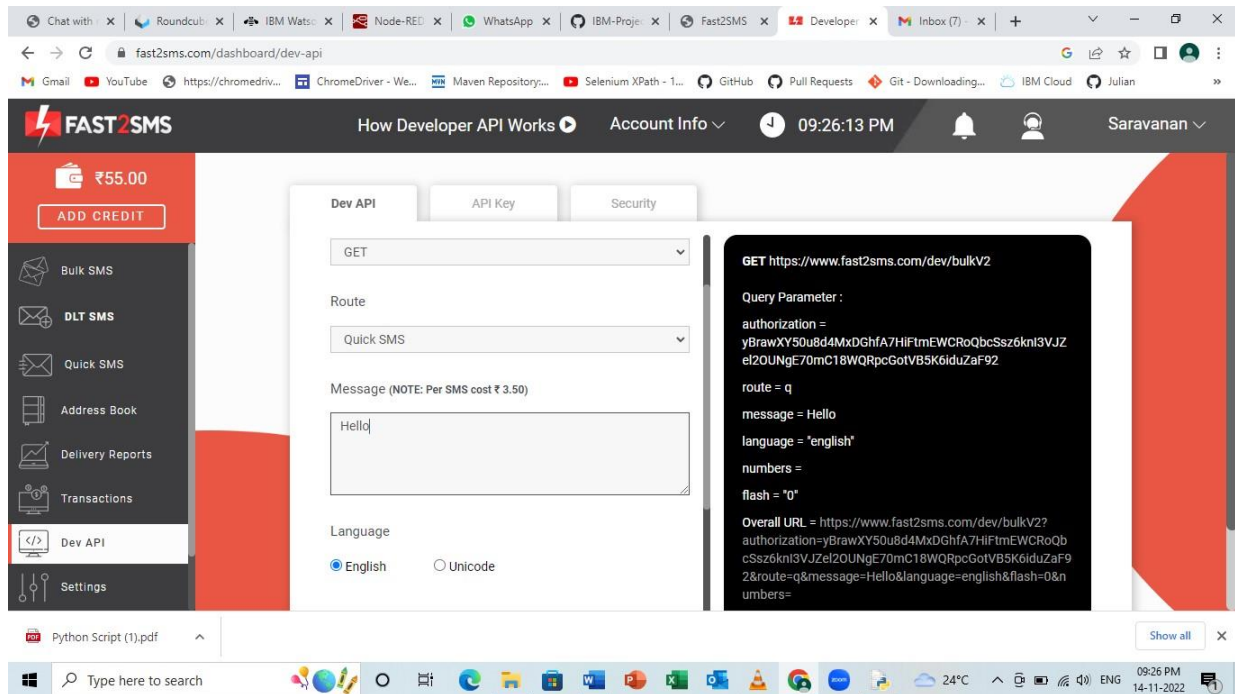 Chat with
Roundcub
IBM Wats
Node-RED
WhatsApp
IBM-Proje
Fast2SMS
Developer
Inbox (7) -
fast2sms.com/dashboard/dev-api
Gmail
YouTube
https://chromedriv...
ChromeDriver - We...
Maven Repository:...
Selenium XPath - 1...
GitHub
Pull Requests
Git - Downloading...
IBM Cloud
Julian
FAST2SMS
How Developer API Works
Account Info
09:26:13 PM
Saravanan
₹55.00
ADD CREDIT
Bulk SMS
DLT SMS
Quick SMS
Address Book
Delivery Reports
Transactions
Dev API
Settings
Dev API
API Key
Security
GET
Route
Quick SMS
Message (NOTE: Per SMS cost ₹ 3.50)
Hello
Language
English
Unicode
GET https://www.fast2sms.com/dev/bulkV2
Query Parameter :
authorization =
yBrawXY50u8d4MxDGhfA7HiFtmEWCRoQbcSsz6knI3VJZ
el2OUNgE70mC18WQRpcGotVB5K6iduZaF92
route = q
message = Hello
language = "english"
numbers =
flash = "0"
Overall URL = https://www.fast2sms.com/dev/bulkV2?
authorization=yBrawXY50u8d4MxDGhfA7HiFtmEWCRoQb
cSsz6knI3VJZel2OUNgE70mC18WQRpcGotVB5K6iduZaF9
2&route=q&message=Hello&language=english&flash=0&n
umbers=
Python Script (1).pdf
Show all
Type here to search
24°C
ENG
09:26 PM
14-11-2022